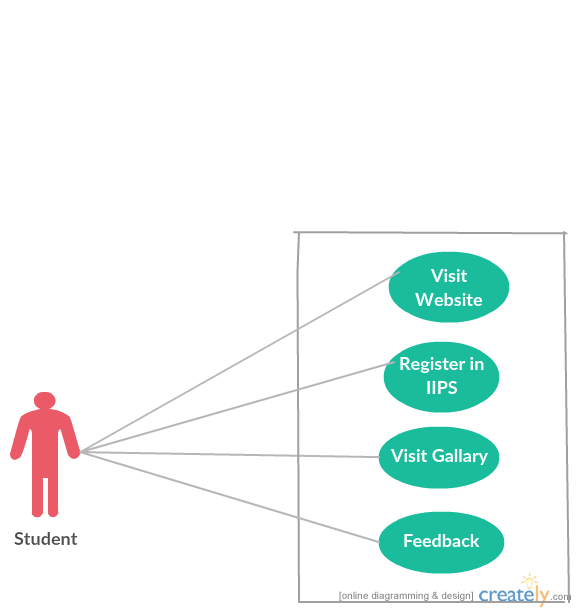 Visit
Website
Register in
IIPS
Visit Gallary
Feedback
Student
[online diagramming & design] creately.com